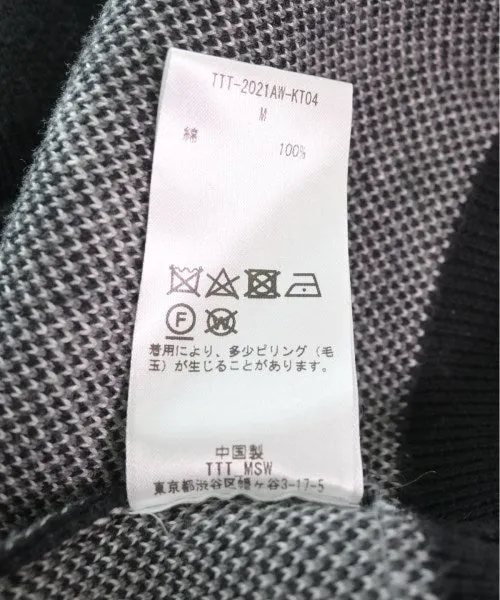 TTT-2021AW-KT04
M
綿 100%
F
W
着用により、多少ピリング（毛
玉）が生じることがあります。
中国製
TTT_MSW
東京都渋谷区幡ヶ谷3-17-5